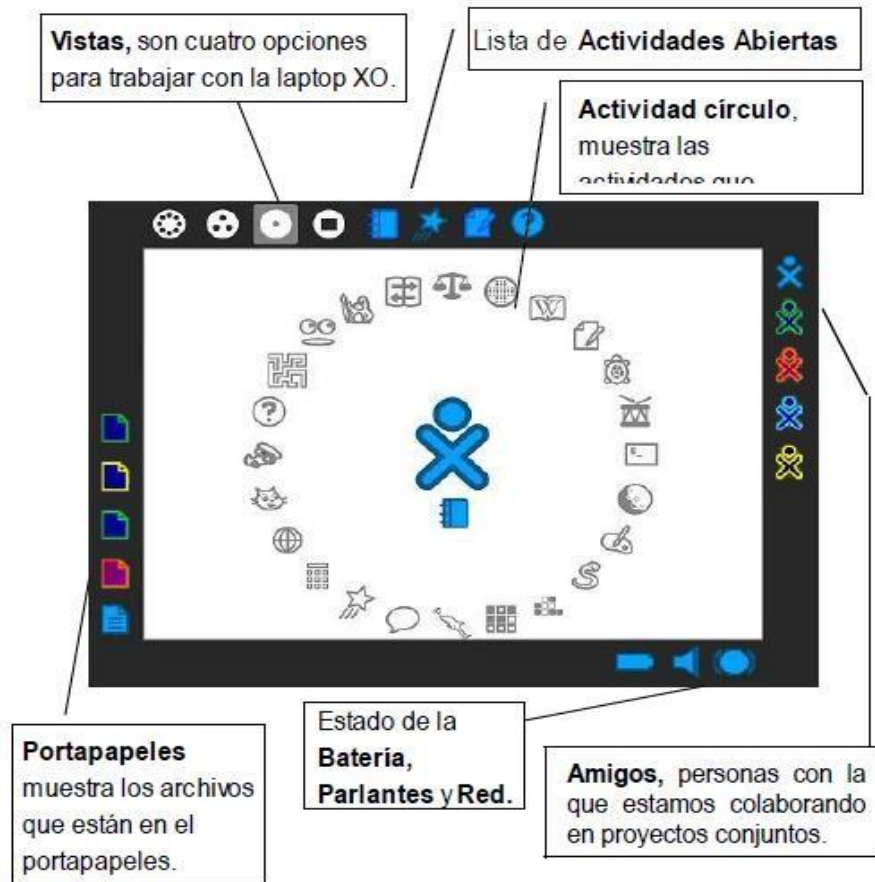 Vistas, son cuatro opciones
para trabajar con la laptop XO.
Lista de Actividades Abiertas
Actividad círculo,
muestra las
actividades que
Portapapeles
muestra los archivos
que están en el
portapapeles.
Estado de la
Batería,
Parlantes y Red.
Amigos, personas con la
que estamos colaborando
en proyectos conjuntos.